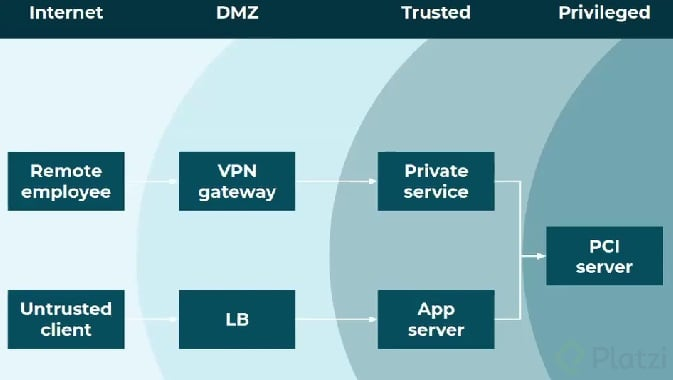 Internet DMZ Trusted Privileged
Remote
employee
VPN
gateway
Private
service
PCI
server
Untrusted
client
LB
App
server
Platzi